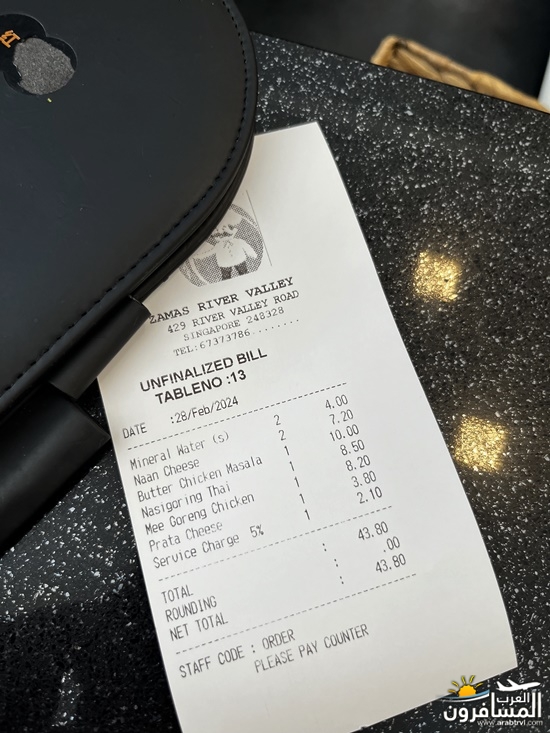 红
ZAMAS RIVER VALLEY
429 RIVER VALLEY ROAD
SINGAPORE 248328
TEL:67373786........
UNFINALIZED BILL
TABLENO :13
DATE :28/Feb/2024
Mineral Water (s) 2 4.00
Naan Cheese 2 7.20
Butter Chicken Masala 1 10.00
Nasigoring Thai 1 8.50
Mee Goreng Chicken 1 8.20
Prata Cheese 1 3.80
Service Charge 5% 1 2.10
TOTAL : 43.80
ROUNDING : .00
NET TOTAL : 43.80
STAFF CODE : ORDER
PLEASE PAY COUNTER
العرب
المسافرون
www.arabtrvl.com